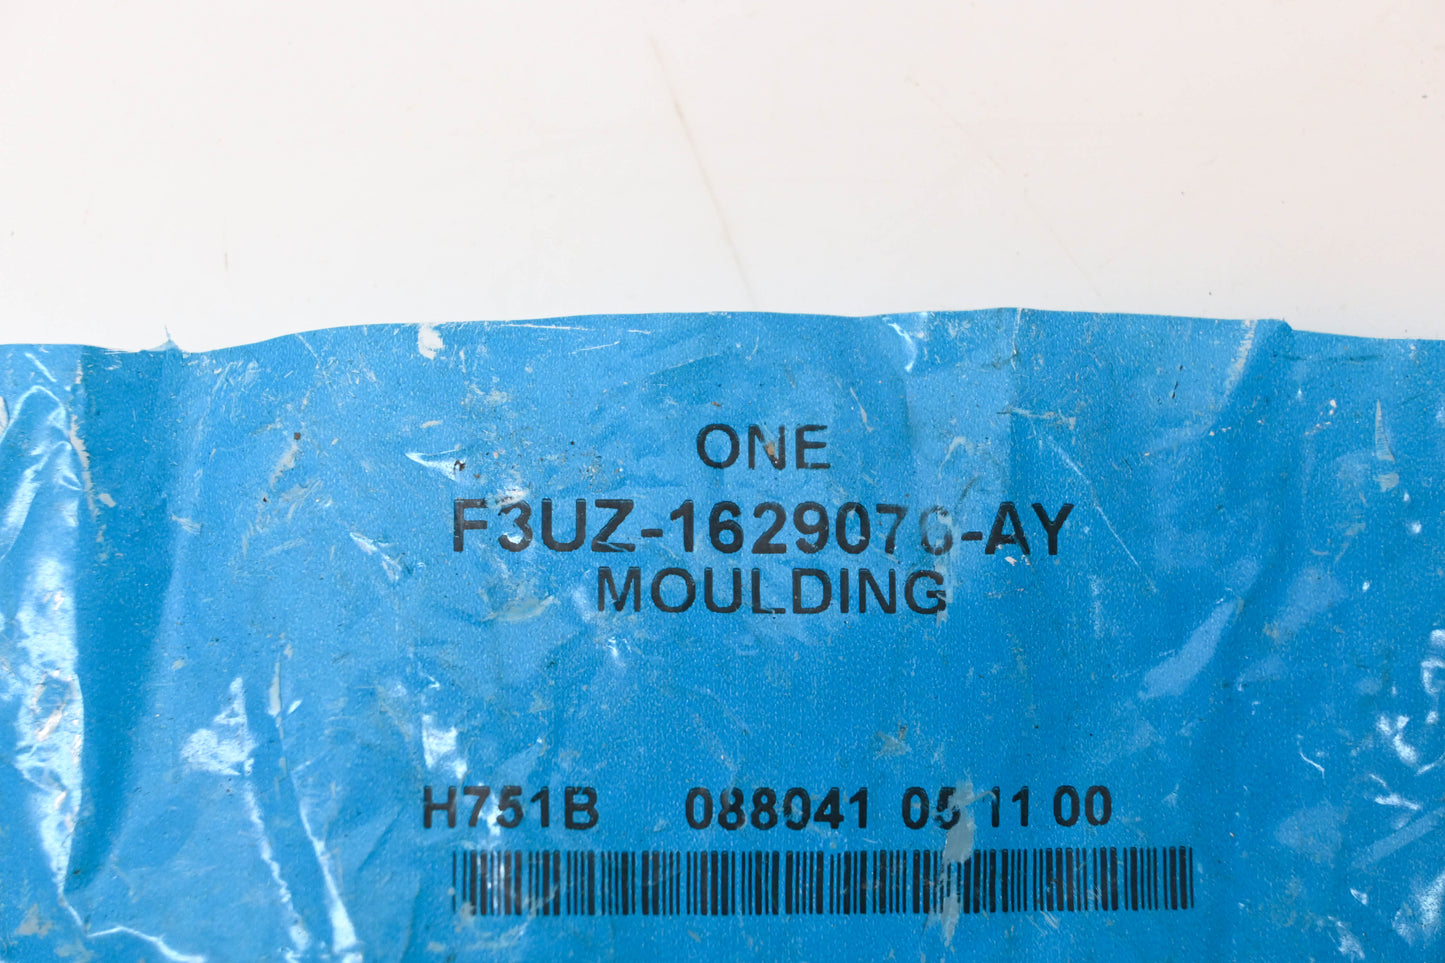 ONE
F3UZ-1629076-AY
MOULDING
H751B 088041 05 11 00